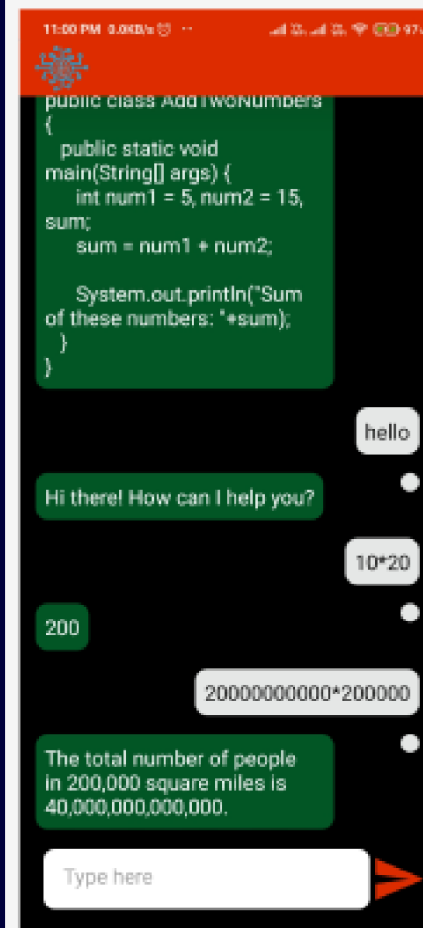 11:00 PM 0.0KB/s
97
public class AddTwoNumbers
{
public static void
main(String[] args) {
int num1 = 5, num2 = 15,
sum;
sum = num1 + num2;
System.out.println("Sum
of these numbers: "+sum);
}
}
hello
Hi there! How can I help you?
10*20
200
20000000000*200000
The total number of people
in 200,000 square miles is
40,000,000,000,000.
Type here